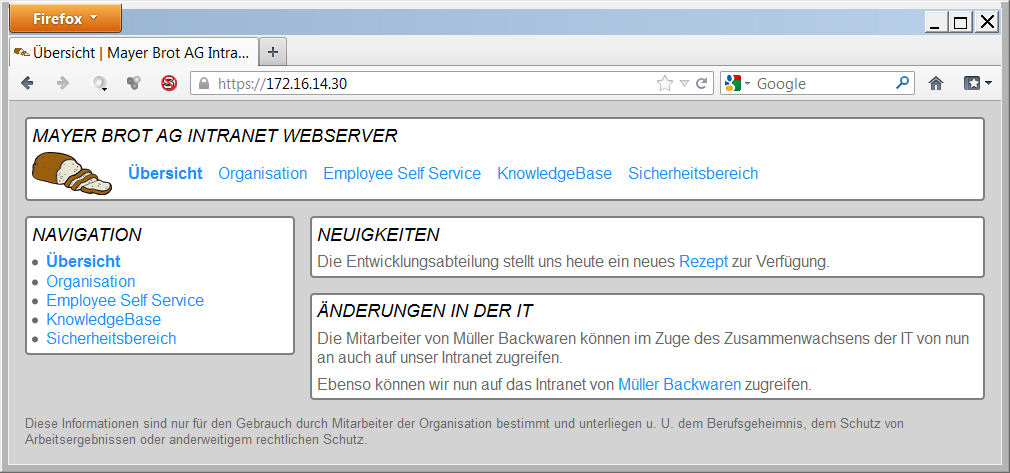 Firefox
Übersicht | Mayer Brot AG Intra...
https://172.16.14.30
Google
MAYER BROT AG INTRANET WEBSERVER
Übersicht Organisation Employee Self Service KnowledgeBase Sicherheitsbereich
NAVIGATION
Übersicht
Organisation
Employee Self Service
KnowledgeBase
Sicherheitsbereich
NEUIGKEITEN
Die Entwicklungsabteilung stellt uns heute ein neues Rezept zur Verfügung.
ÄNDERUNGEN IN DER IT
Die Mitarbeiter von Müller Backwaren können im Zuge des Zusammenwachsens der IT von nun
an auch auf unser Intranet zugreifen.
Ebenso können wir nun auf das Intranet von Müller Backwaren zugreifen.
Diese Informationen sind nur für den Gebrauch durch Mitarbeiter der Organisation bestimmt und unterliegen u. U. dem Berufsgeheimnis, dem Schutz von
Arbeitsergebnissen oder anderweitigem rechtlichen Schutz.